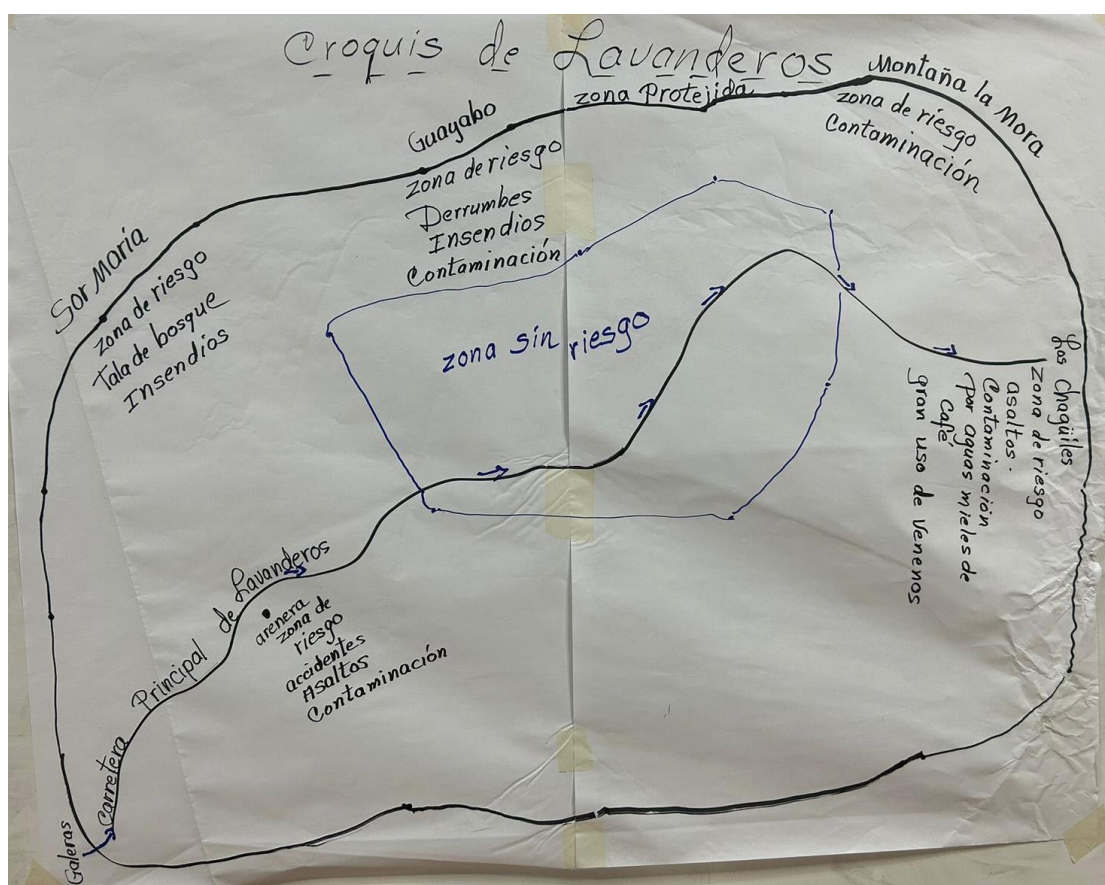 Croquis de Lavanderos
Montaña la Mora
zona Protejida
zona de riesgo
Contaminación
Guayabo
zona de riesgo
Derrumbes
Insendios
Contaminación
Sor María
zona de riesgo
Tala de bosque
Insendios
zona sin riesgo
Los Chagüiles
zona de riesgo
asaltos.
Contaminación
Por aguas mieles de
Café
gran uso de Venenos
Carretera Principal de Lavanderos
arenera
zona de
riesgo
accidentes
Asaltos
Contaminación
Galeras